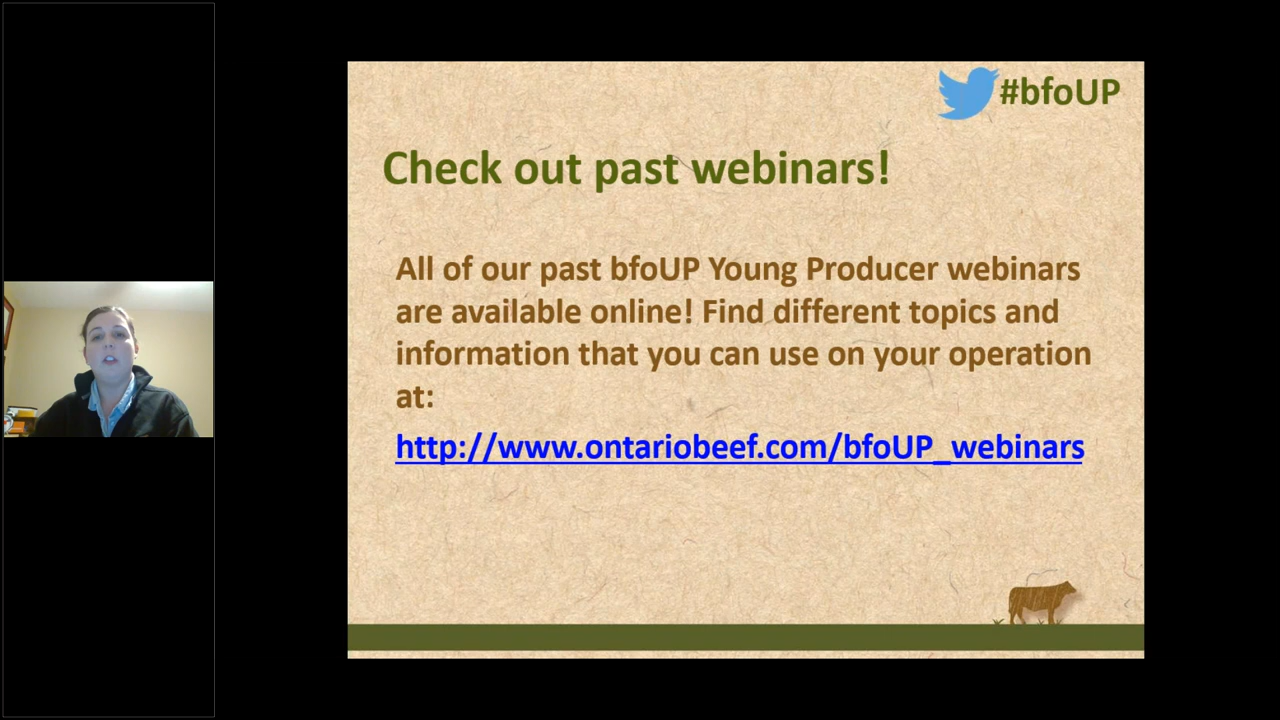 #bfoUP
Check out past webinars!
All of our past bfoUP Young Producer webinars
are available online! Find different topics and
information that you can use on your operation
at:
http://www.ontariobeef.com/bfoUP_webinars